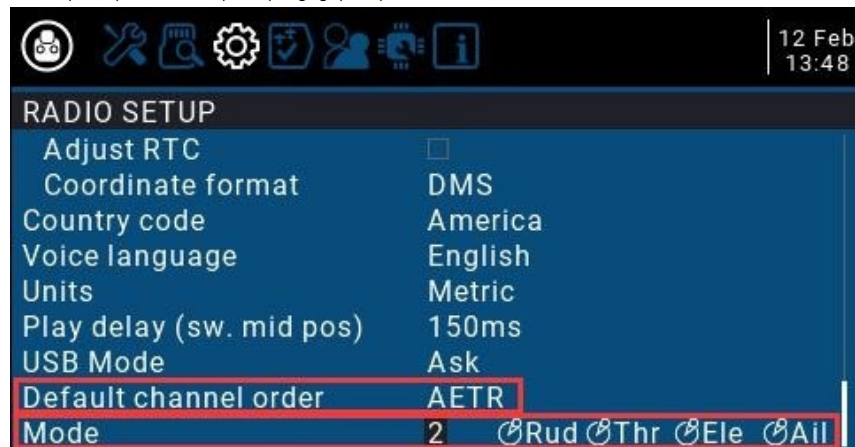 12 Feb
13:48
RADIO SETUP
Adjust RTC
Coordinate format DMS
Country code America
Voice language English
Units Metric
Play delay (sw. mid pos) 150ms
USB Mode Ask
Default channel order AETR
Mode 2 Rud Thr Ele Ail